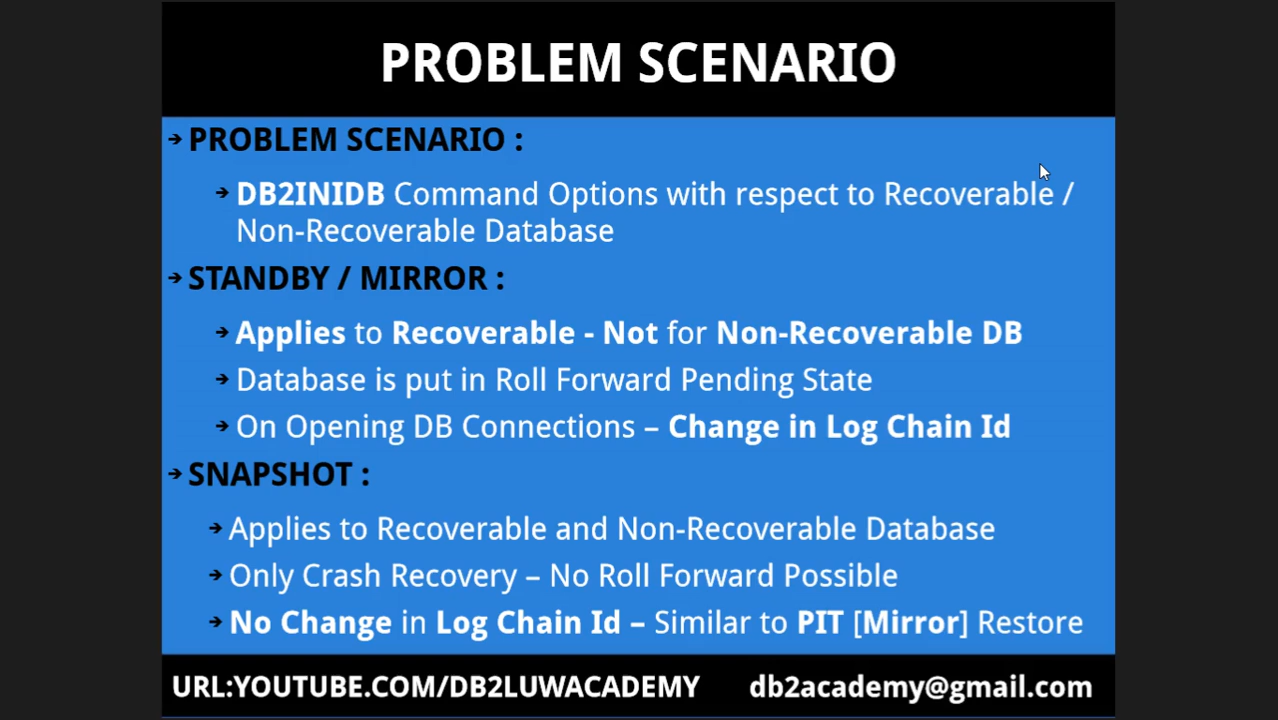 PROBLEM SCENARIO
PROBLEM SCENARIO :
DB2INIDB Command Options with respect to Recoverable /
Non-Recoverable Database
STANDBY / MIRROR :
Applies to Recoverable - Not for Non-Recoverable DB
Database is put in Roll Forward Pending State
On Opening DB Connections – Change in Log Chain Id
SNAPSHOT :
Applies to Recoverable and Non-Recoverable Database
Only Crash Recovery – No Roll Forward Possible
No Change in Log Chain Id – Similar to PIT [Mirror] Restore
URL:YOUTUBE.COM/DB2LUWACADEMY db2academy@gmail.com